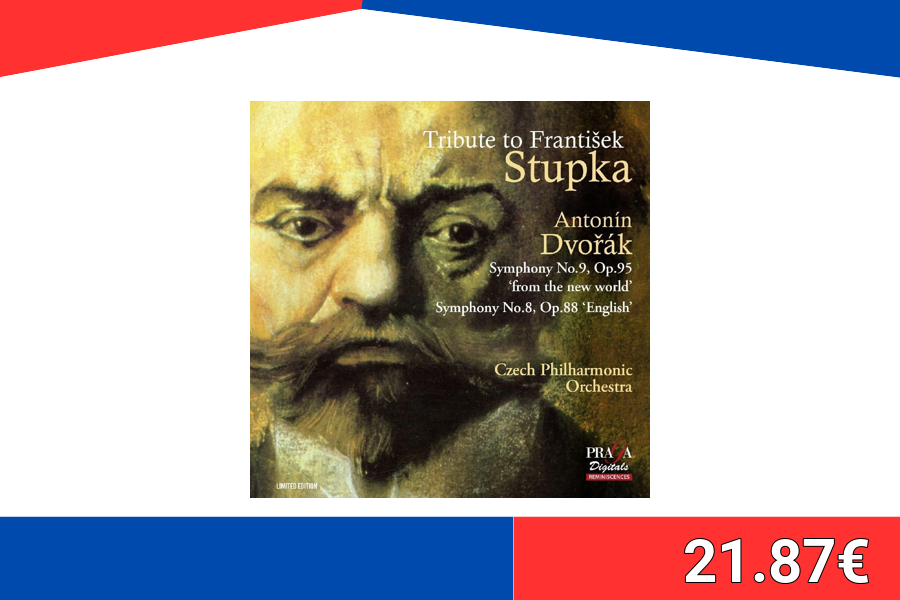 Tribute to František
Stupka
Antonín
Dvořák
Symphony No.9, Op.95
‘from the new world’
Symphony No.8, Op.88 ‘English’
Czech Philharmonic
Orchestra
PRAGA
Digitals
REMINISCENCES
LIMITED EDITION
21.87€